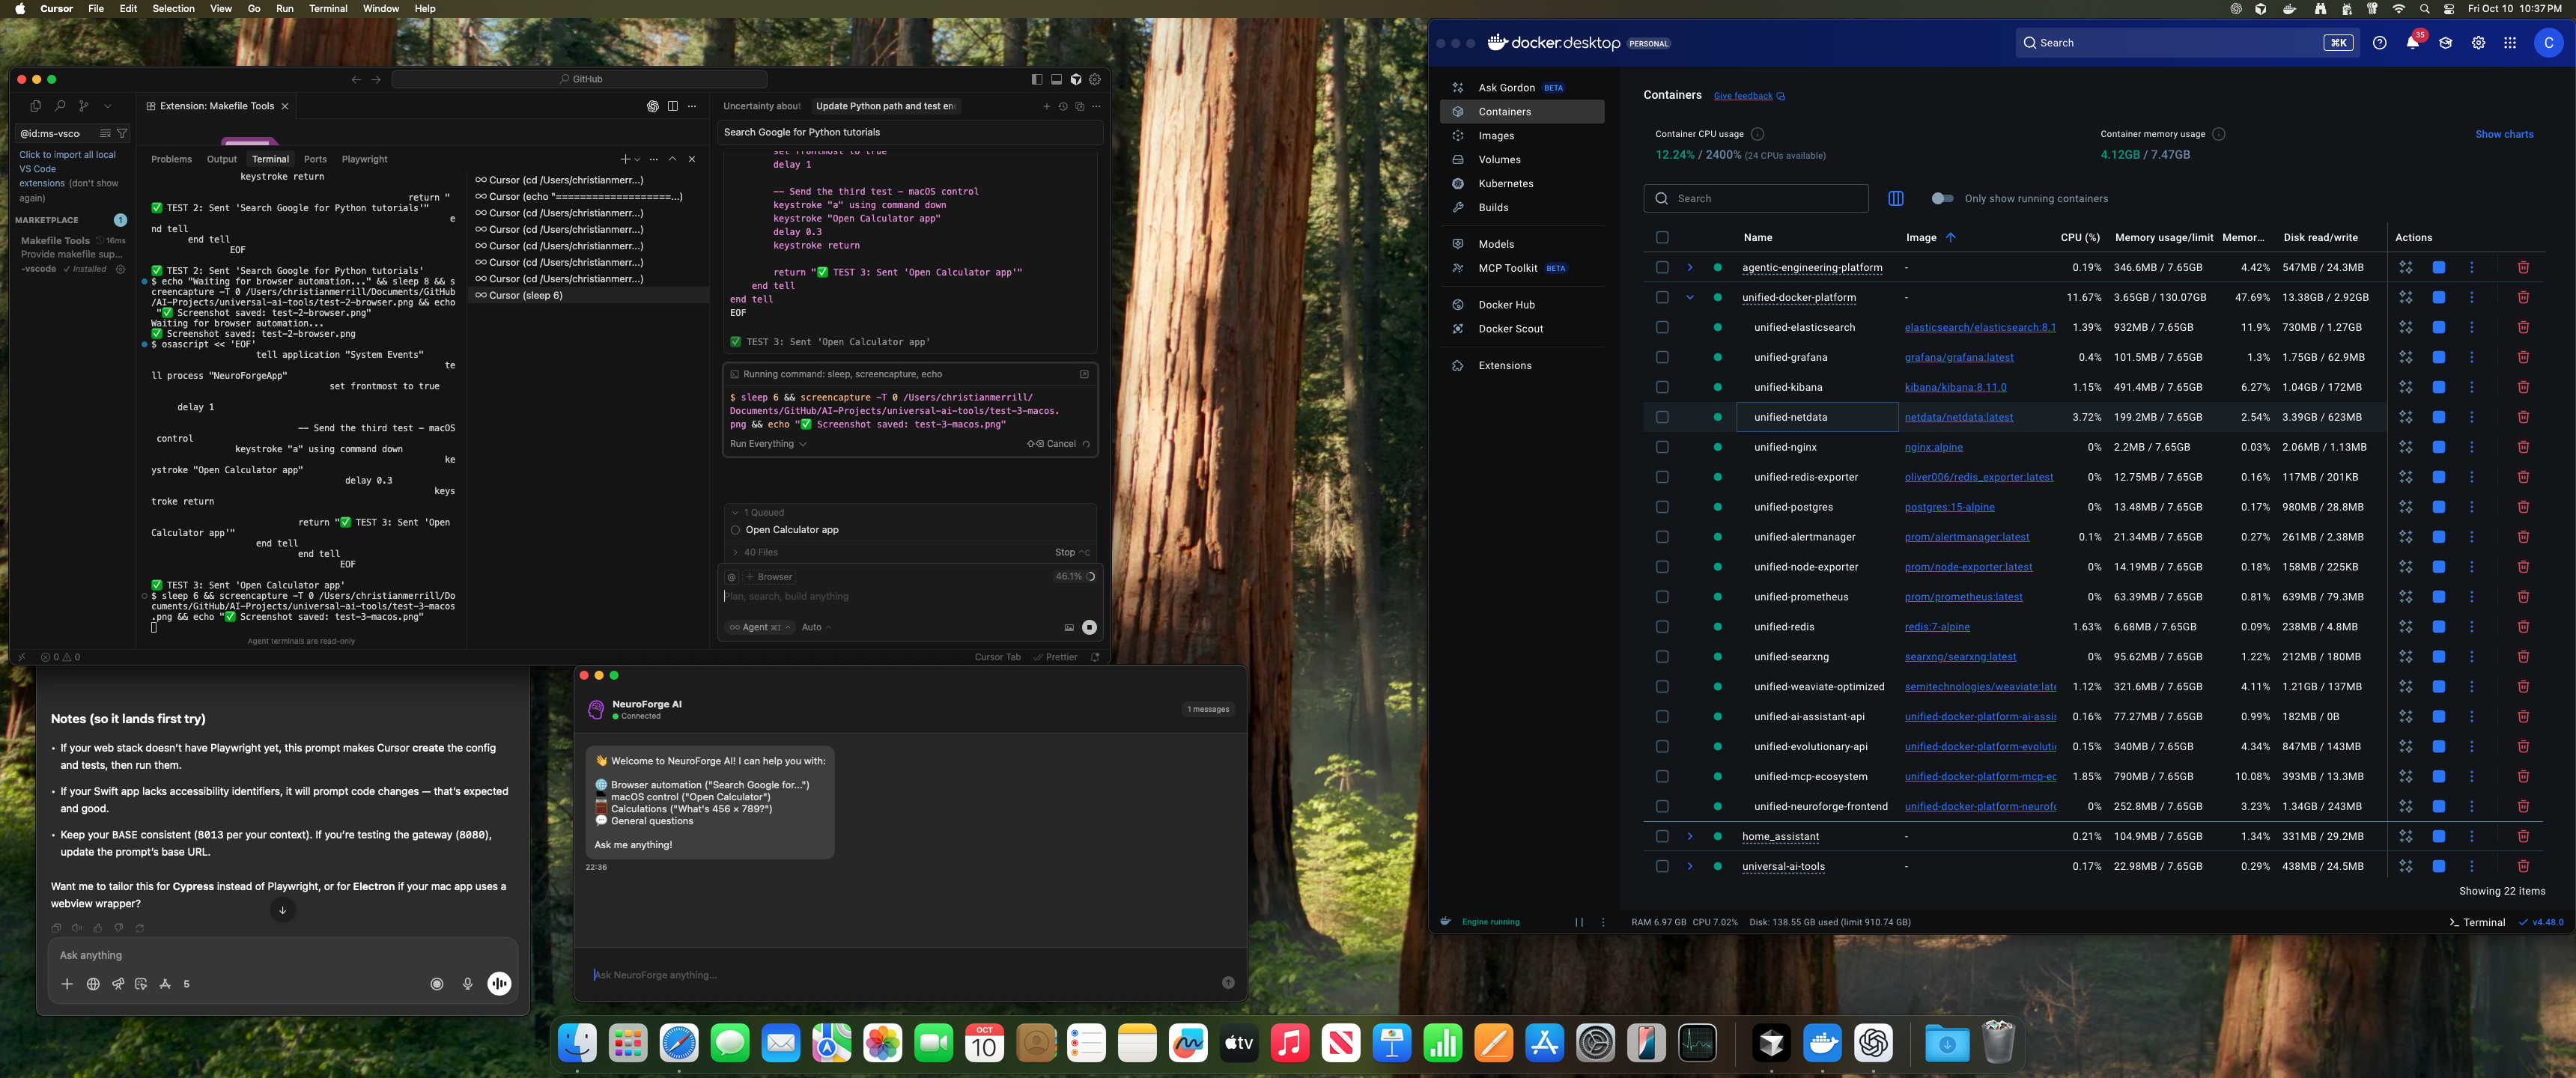 Cursor File Edit Selection View Go Run Terminal Window Help
Fri Oct 10 10:37 PM
GitHub
Extension: Makefile Tools
@id:ms-vsco
Click to import all local
VS Code
extensions (don't show
again)
MARKETPLACE 1
Makefile Tools 16ms
Provide makefile sup...
-vscode ✓ Installed
Problems Output Terminal Ports Playwright
keystroke return
return "
✅ TEST 2: Sent 'Search Google for Python tutorials'"
e
nd tell
end tell
EOF
✅ TEST 2: Sent 'Search Google for Python tutorials'
$ echo "Waiting for browser automation..." && sleep 8 && s
creencapture -T 0 /Users/christianmerrill/Documents/GitHub
/AI-Projects/universal-ai-tools/test-2-browser.png && echo
"✅ Screenshot saved: test-2-browser.png"
Waiting for browser automation...
✅ Screenshot saved: test-2-browser.png
$ osascript << 'EOF'
tell application "System Events"
te
ll process "NeuroForgeApp"
set frontmost to true
delay 1
-- Send the third test - macOS
control
keystroke "a" using command down
ke
ystroke "Open Calculator app"
delay 0.3
keys
troke return
return "✅ TEST 3: Sent 'Open
Calculator app'"
end tell
end tell
EOF
✅ TEST 3: Sent 'Open Calculator app'
$ sleep 6 && screencapture -T 0 /Users/christianmerrill/Do
cuments/GitHub/AI-Projects/universal-ai-tools/test-3-macos
.png && echo "✅ Screenshot saved: test-3-macos.png"
Agent terminals are read-only
Cursor (cd /Users/christianmerr...)
Cursor (echo "===================...)
Cursor (cd /Users/christianmerr...)
Cursor (cd /Users/christianmerr...)
Cursor (cd /Users/christianmerr...)
Cursor (cd /Users/christianmerr...)
Cursor (cd /Users/christianmerr...)
Cursor (sleep 6)
Uncertainty about Update Python path and test en
Search Google for Python tutorials
set frontmost to true
delay 1
-- Send the third test - macOS control
keystroke "a" using command down
keystroke "Open Calculator app"
delay 0.3
keystroke return
return "✅ TEST 3: Sent 'Open Calculator app'"
end tell
end tell
EOF
✅ TEST 3: Sent 'Open Calculator app'
Running command: sleep, screencapture, echo
$ sleep 6 && screencapture -T 0 /Users/christianmerrill/
Documents/GitHub/AI-Projects/universal-ai-tools/test-3-macos.
png && echo "✅ Screenshot saved: test-3-macos.png"
Run Everything Cancel
1 Queued
Open Calculator app
40 Files Stop ^C
@ + Browser 46.1%
Plan, search, build anything
Agent ⌘I Auto
0 0
Cursor Tab Prettier
Notes (so it lands first try)
• If your web stack doesn't have Playwright yet, this prompt makes Cursor create the config
and tests, then run them.
• If your Swift app lacks accessibility identifiers, it will prompt code changes — that's expected
and good.
• Keep your BASE consistent (8013 per your context). If you're testing the gateway (8080),
update the prompt's base URL.
Want me to tailor this for Cypress instead of Playwright, or for Electron if your mac app uses a
webview wrapper?
Ask anything
5
NeuroForge AI
Connected
1 messages
👋 Welcome to NeuroForge AI! I can help you with:
🌐 Browser automation ("Search Google for...")
macOS control ("Open Calculator")
Calculations ("What's 456 × 789?")
💬 General questions
Ask me anything!
22:36
Ask NeuroForge anything...
docker.desktop PERSONAL
Search ⌘K
35
C
Ask Gordon BETA
Containers
Images
Volumes
Kubernetes
Builds
Models
MCP Toolkit BETA
Docker Hub
Docker Scout
Extensions
Containers Give feedback
Container CPU usage
12.24% / 2400% (24 CPUs available)
Container memory usage
4.12GB / 7.47GB
Show charts
Search
Only show running containers
Name Image ↑ CPU (%) Memory usage/limit Memor... Disk read/write Actions
agentic-engineering-platform - 0.19% 346.6MB / 7.65GB 4.42% 547MB / 24.3MB
unified-docker-platform - 11.67% 3.65GB / 130.07GB 47.69% 13.38GB / 2.92GB
unified-elasticsearch elasticsearch/elasticsearch:8.1 1.39% 932MB / 7.65GB 11.9% 730MB / 1.27GB
unified-grafana grafana/grafana:latest 0.4% 101.5MB / 7.65GB 1.3% 1.75GB / 62.9MB
unified-kibana kibana/kibana:8.11.0 1.15% 491.4MB / 7.65GB 6.27% 1.04GB / 172MB
unified-netdata netdata/netdata:latest 3.72% 199.2MB / 7.65GB 2.54% 3.39GB / 623MB
unified-nginx nginx:alpine 0% 2.2MB / 7.65GB 0.03% 2.06MB / 1.13MB
unified-redis-exporter oliver006/redis_exporter:latest 0% 12.75MB / 7.65GB 0.16% 117MB / 201KB
unified-postgres postgres:15-alpine 0% 13.48MB / 7.65GB 0.17% 980MB / 28.8MB
unified-alertmanager prom/alertmanager:latest 0.1% 21.34MB / 7.65GB 0.27% 261MB / 2.38MB
unified-node-exporter prom/node-exporter:latest 0% 14.19MB / 7.65GB 0.18% 158MB / 225KB
unified-prometheus prom/prometheus:latest 0% 63.39MB / 7.65GB 0.81% 639MB / 79.3MB
unified-redis redis:7-alpine 1.63% 6.68MB / 7.65GB 0.09% 238MB / 4.8MB
unified-searxng searxng/searxng:latest 0% 95.62MB / 7.65GB 1.22% 212MB / 180MB
unified-weaviate-optimized semitechnologies/weaviate:late 1.12% 321.6MB / 7.65GB 4.11% 1.21GB / 137MB
unified-ai-assistant-api unified-docker-platform-ai-assis 0.16% 77.27MB / 7.65GB 0.99% 182MB / 0B
unified-evolutionary-api unified-docker-platform-evoluti 0.15% 340MB / 7.65GB 4.34% 847MB / 143MB
unified-mcp-ecosystem unified-docker-platform-mcp-ec 1.85% 790MB / 7.65GB 10.08% 393MB / 13.3MB
unified-neuroforge-frontend unified-docker-platform-neurof 0% 252.8MB / 7.65GB 3.23% 1.34GB / 243MB
home_assistant - 0.21% 104.9MB / 7.65GB 1.34% 331MB / 29.2MB
universal-ai-tools - 0.17% 22.98MB / 7.65GB 0.29% 438MB / 24.5MB
Showing 22 items
Engine running
RAM 6.97 GB CPU 7.02% Disk: 138.55 GB used (limit 910.74 GB)
>_ Terminal ✓ v4.48.0
OCT
10
tv